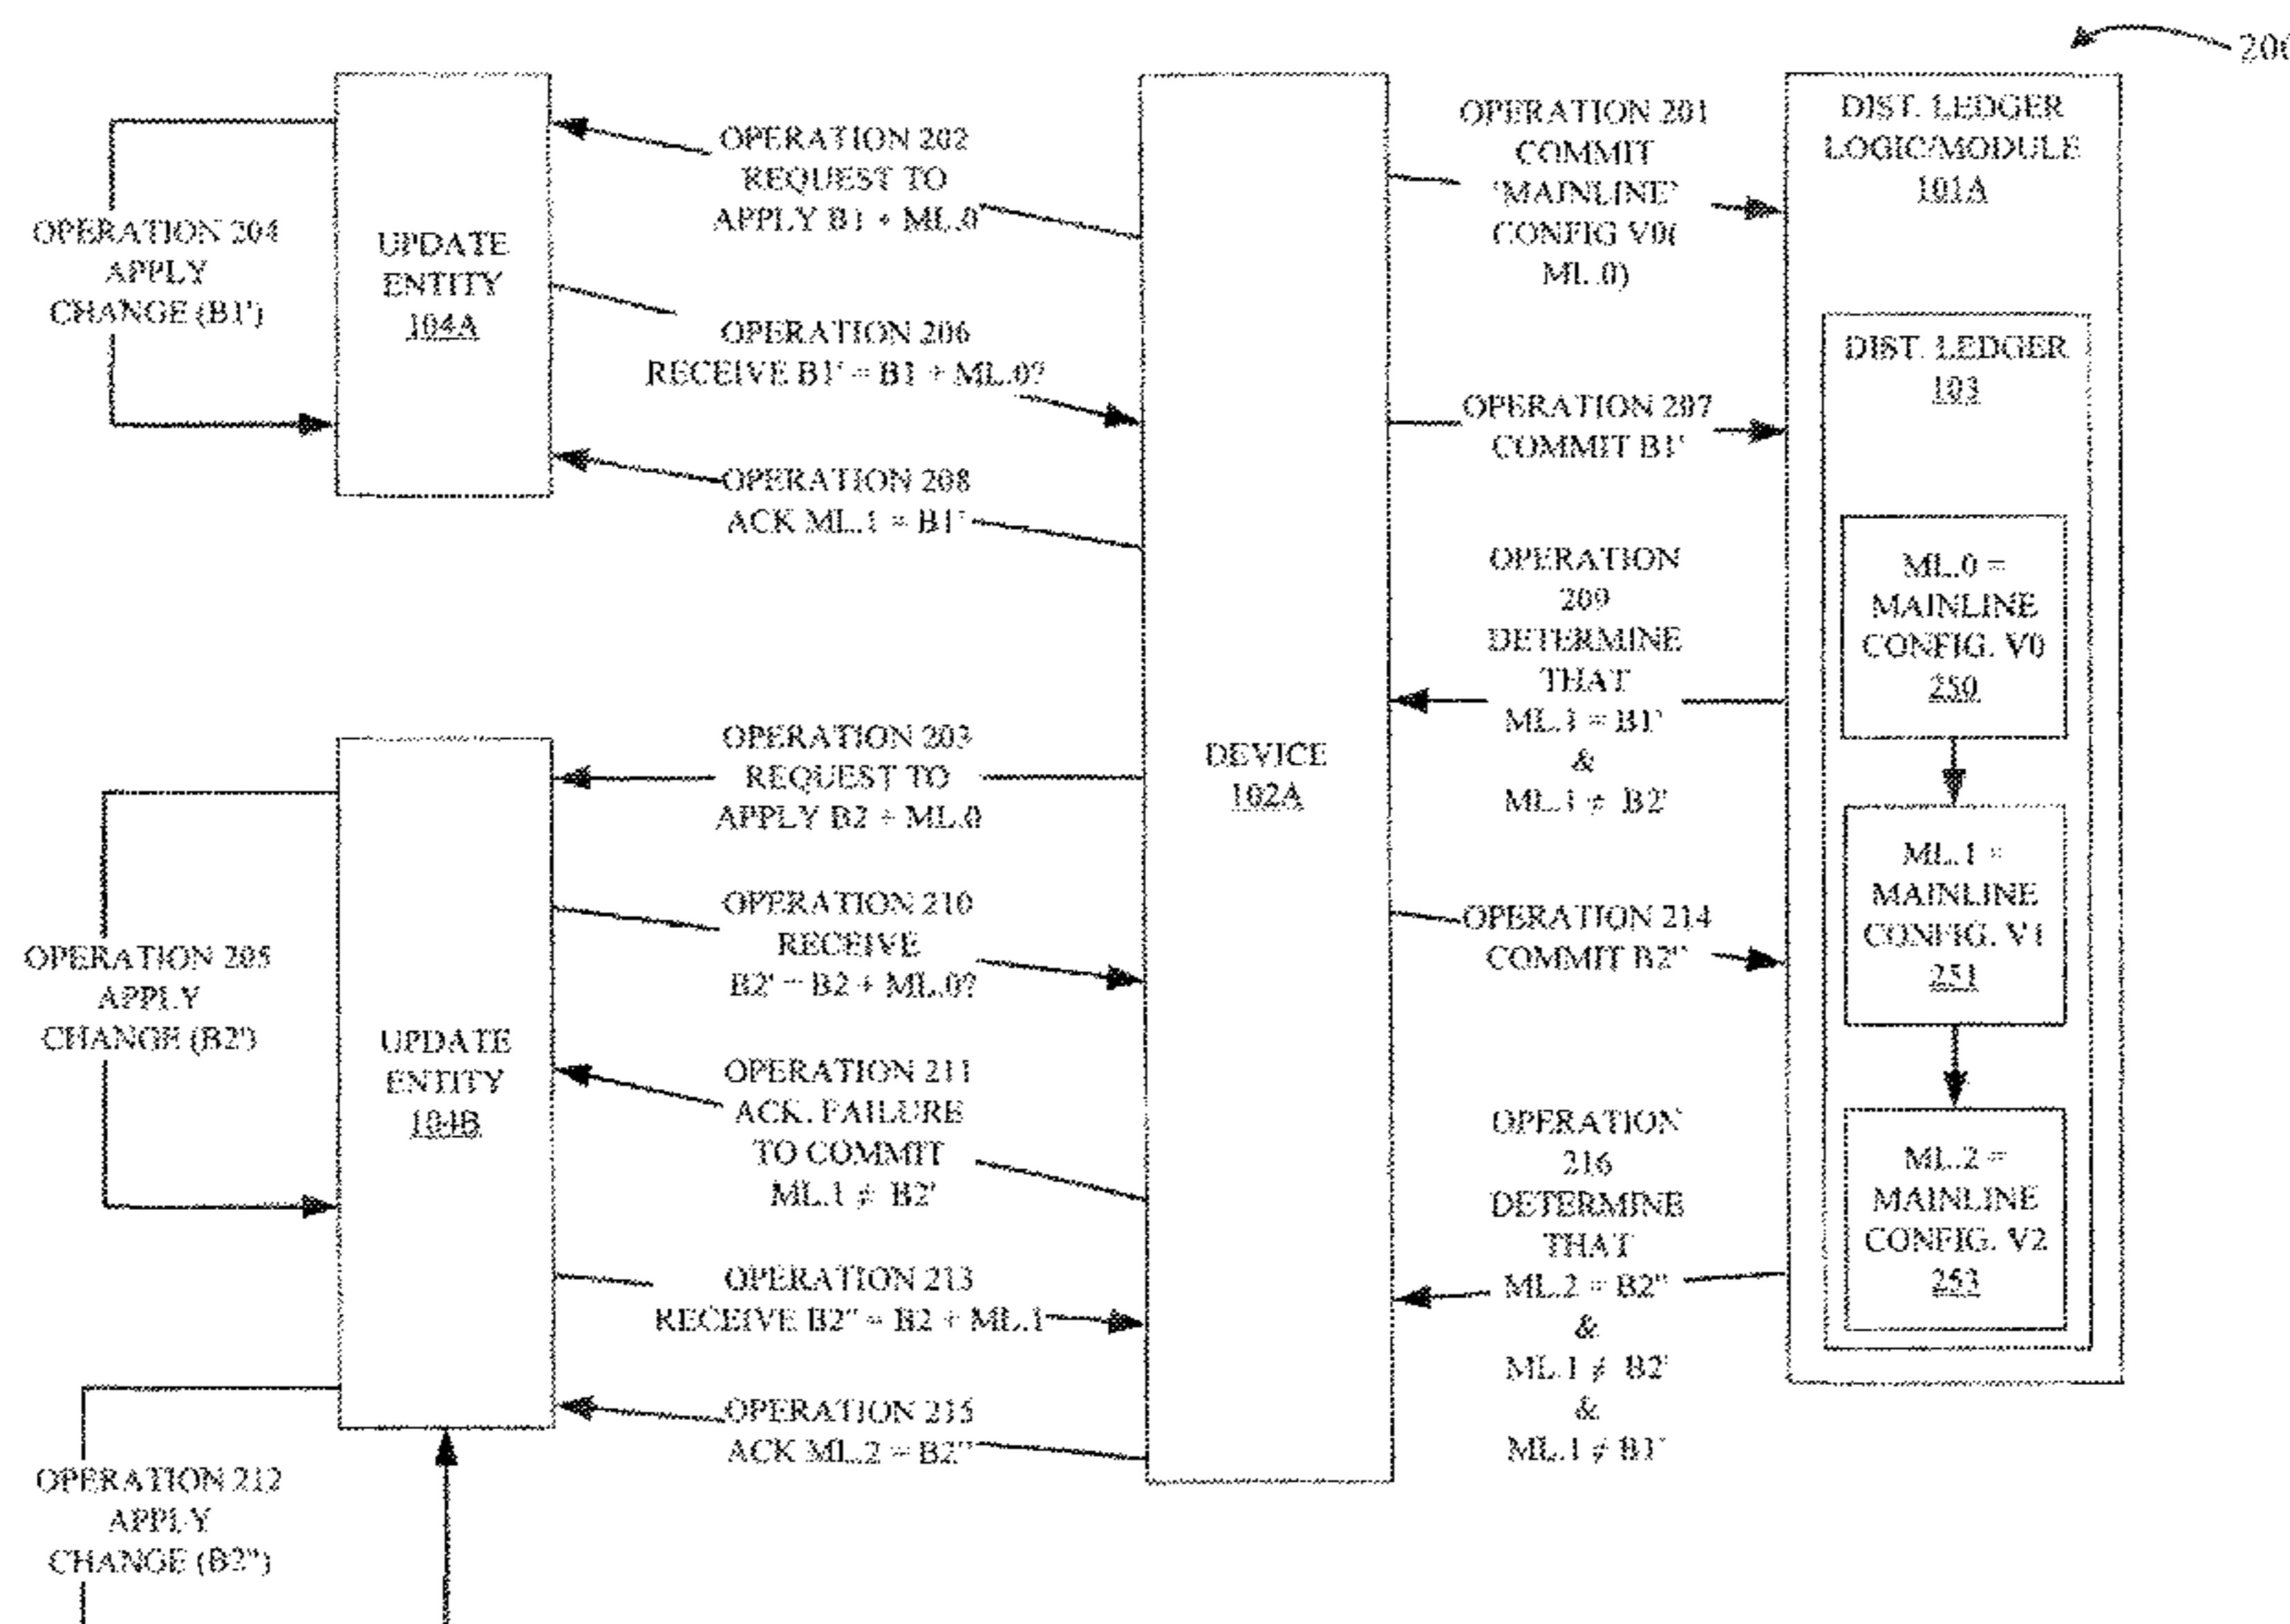 OPERATION 204
APPLY
CHANGE (B1')
UPDATE
ENTITY
104A
OPERATION 202
REQUEST TO
APPLY B1 + ML.0
OPERATION 206
RECEIVE B1' = B1 + ML.0?
OPERATION 208
ACK ML.1 = B1'
OPERATION 205
APPLY
CHANGE (B2')
UPDATE
ENTITY
104B
OPERATION 203
REQUEST TO
APPLY B2 + ML.0
OPERATION 210
RECEIVE
B2' = B2 + ML.0?
OPERATION 211
ACK. FAILURE
TO COMMIT
ML.1 ≠ B2'
OPERATION 213
RECEIVE B2" = B2 + ML.1
OPERATION 215
ACK ML.2 = B2"
OPERATION 212
APPLY
CHANGE (B2")
DEVICE
102A
OPERATION 201
COMMIT
'MAINLINE'
CONFIG V0(
ML.0)
OPERATION 207
COMMIT B1'
OPERATION
209
DETERMINE
THAT
ML.1 = B1'
&
ML.1 ≠ B2'
OPERATION 214
COMMIT B2"
OPERATION
216
DETERMINE
THAT
ML.2 = B2"
&
ML.1 ≠ B2'
&
ML.1 ≠ B1'
DIST. LEDGER
LOGIC/MODULE
101A
DIST. LEDGER
103
ML.0 =
MAINLINE
CONFIG. V0
250
ML.1 =
MAINLINE
CONFIG. V1
251
ML.2 =
MAINLINE
CONFIG. V2
253